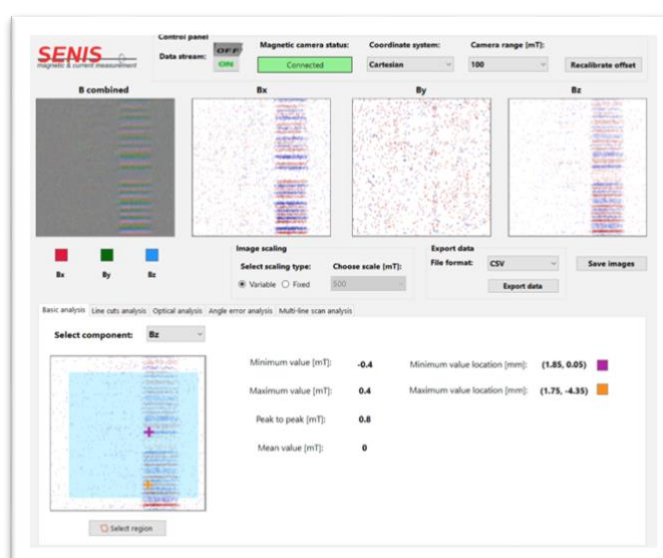 Control panel
SENIS
magnetic & current measurement
Data stream:
OFF
ON
Magnetic camera status:
Connected
Coordinate system:
Cartesian
Camera range [mT]:
100
Recalibrate offset
B combined
Bx
By
Bz
Bx
By
Bz
Image scaling
Select scaling type:
Variable
Fixed
Choose scale [mT]:
500
Export data
File format:
CSV
Export data
Save images
Basic analysis
Line cuts analysis
Optical analysis
Angle error analysis
Multi-line scan analysis
Select component:
Bz
Minimum value [mT]:
-0.4
Minimum value location [mm]:
(1.85, 0.05)
Maximum value [mT]:
0.4
Maximum value location [mm]:
(1.75, -4.35)
Peak to peak [mT]:
0.8
Mean value [mT]:
0
Select region